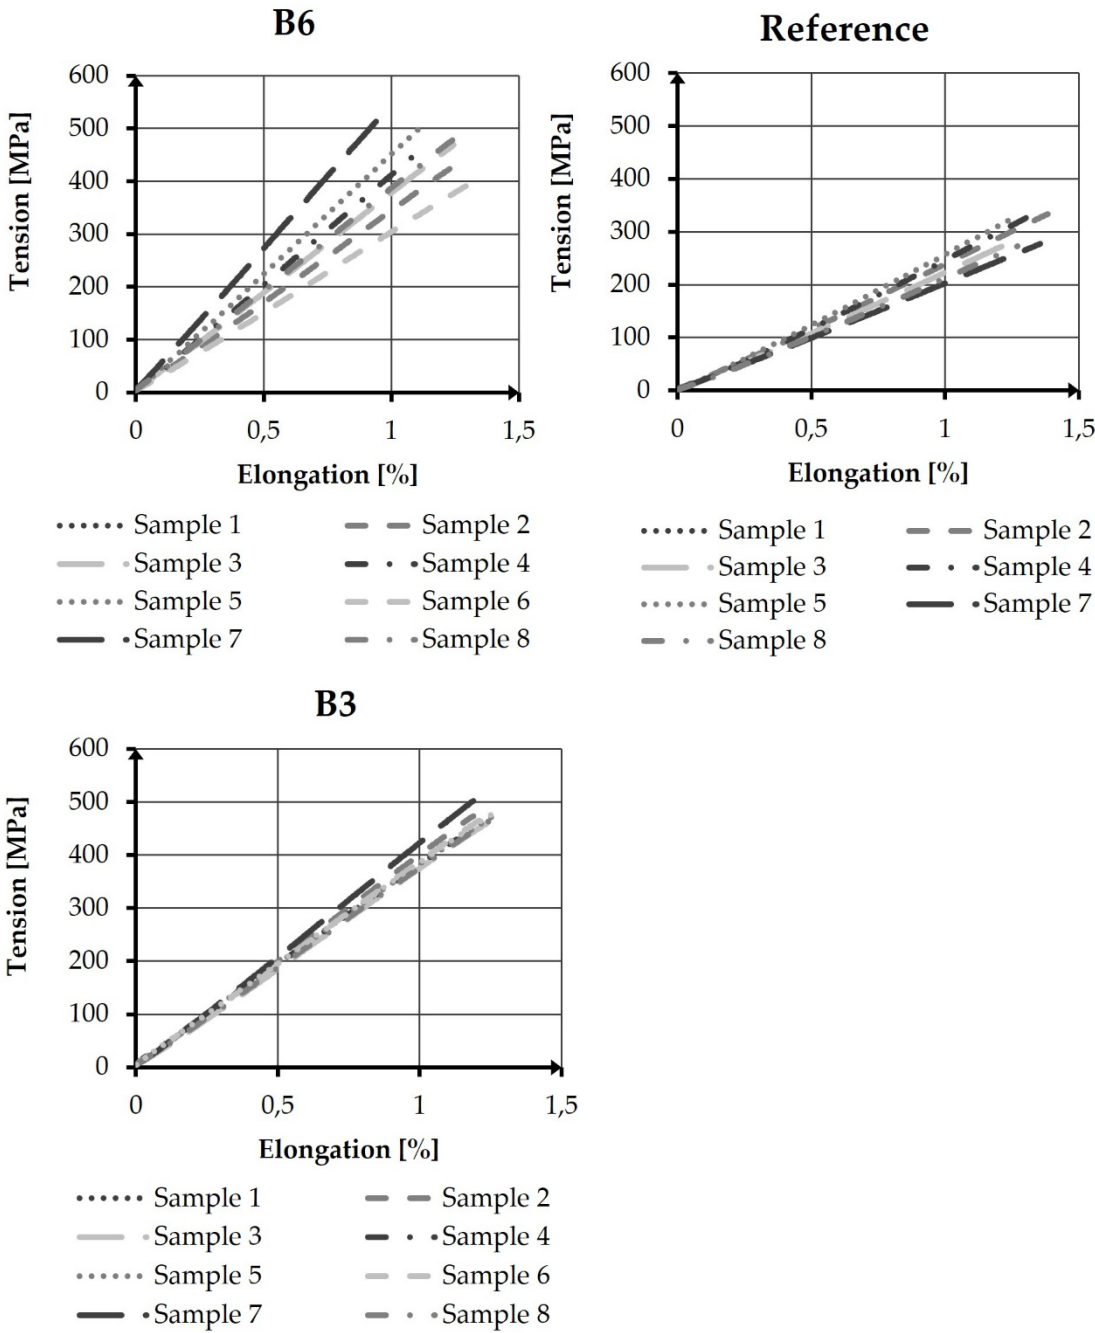 B6
Tension [MPa]
600
500
400
300
200
100
0
0 0,5 1 1,5
Elongation [%]
Sample 1 Sample 2
Sample 3 Sample 4
Sample 5 Sample 6
Sample 7 Sample 8
Reference
Tension [MPa]
600
500
400
300
200
100
0
0 0,5 1 1,5
Elongation [%]
Sample 1 Sample 2
Sample 3 Sample 4
Sample 5 Sample 7
Sample 8
B3
Tension [MPa]
600
500
400
300
200
100
0
0 0,5 1 1,5
Elongation [%]
Sample 1 Sample 2
Sample 3 Sample 4
Sample 5 Sample 6
Sample 7 Sample 8